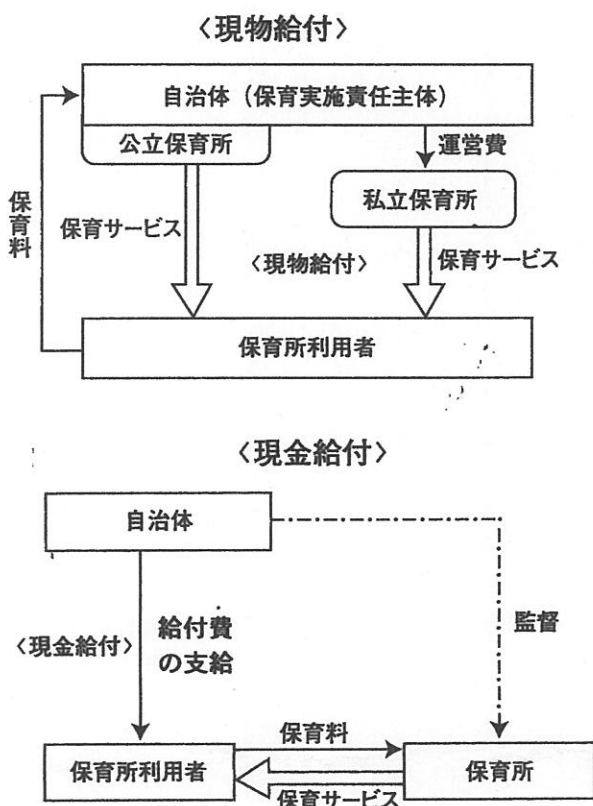 〈現物給付〉
自治体（保育実施責任主体）
公立保育所
運営費
私立保育所
保育料
保育サービス
〈現物給付〉
保育サービス
保育所利用者
〈現金給付〉
自治体
〈現金給付〉
給付費
の支給
監督
保育料
保育所利用者
保育所
保育サービス